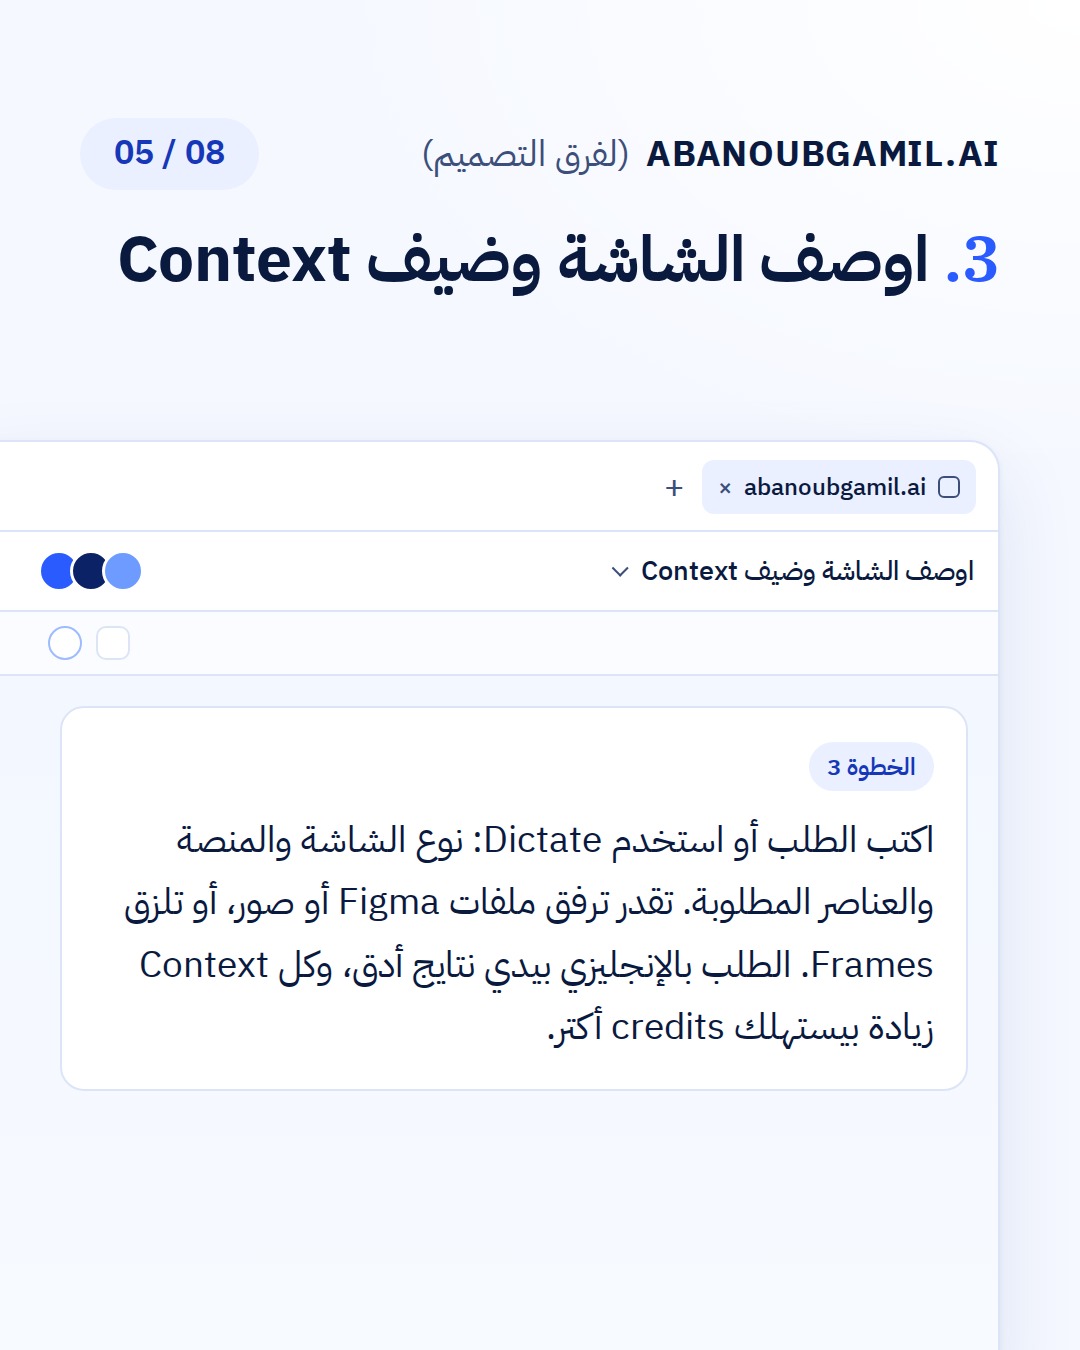 ABANOUBGAMIL.AI (لفرق التصميم)
05 / 08
3. اوصف الشاشة وضيف Context
abanoubgamil.ai × +
اوصف الشاشة وضيف Context
الخطوة 3
اكتب الطلب أو استخدم Dictate: نوع الشاشة والمنصة
والعناصر المطلوبة. تقدر ترفق ملفات Figma أو صور، أو تلزق
Frames. الطلب بالإنجليزي بيدي نتايج أدق، وكل Context
زيادة بيستهلك credits أكتر.